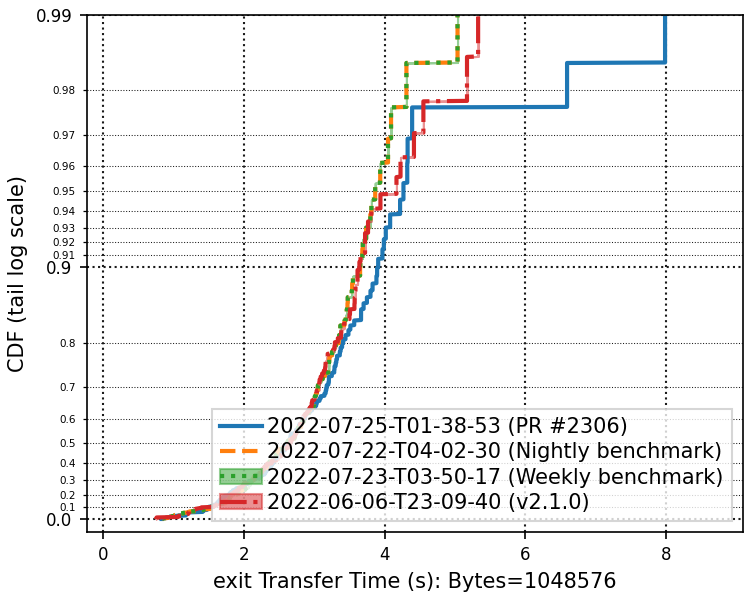 0.99
0.98
0.97
0.96
0.95
0.94
0.93
0.92
0.91
0.9
0.8
0.7
0.6
0.5
0.4
0.3
0.2
0.1
0.0
CDF (tail log scale)
2022-07-25-T01-38-53 (PR #2306)
2022-07-22-T04-02-30 (Nightly benchmark)
2022-07-23-T03-50-17 (Weekly benchmark)
2022-06-06-T23-09-40 (v2.1.0)
0 2 4 6 8
exit Transfer Time (s): Bytes=1048576